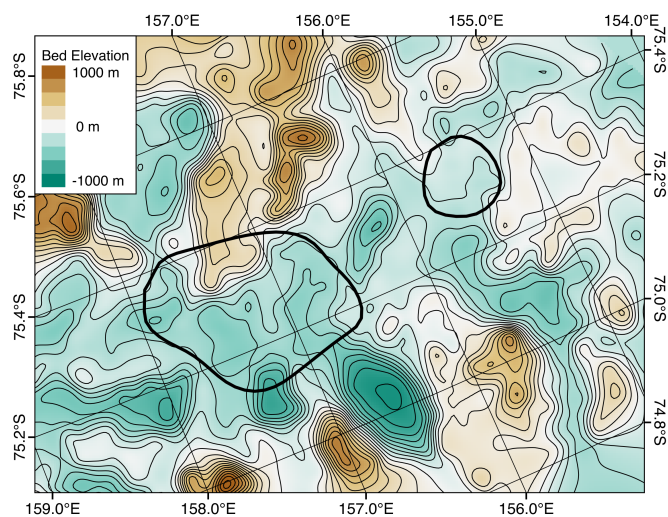 157.0°E 156.0°E 155.0°E 154.0°E
Bed Elevation
1000 m
0 m
-1000 m
75.8°S
75.6°S
75.4°S
75.2°S
75.4°S
75.2°S
75.0°S
74.8°S
159.0°E 158.0°E 157.0°E 156.0°E